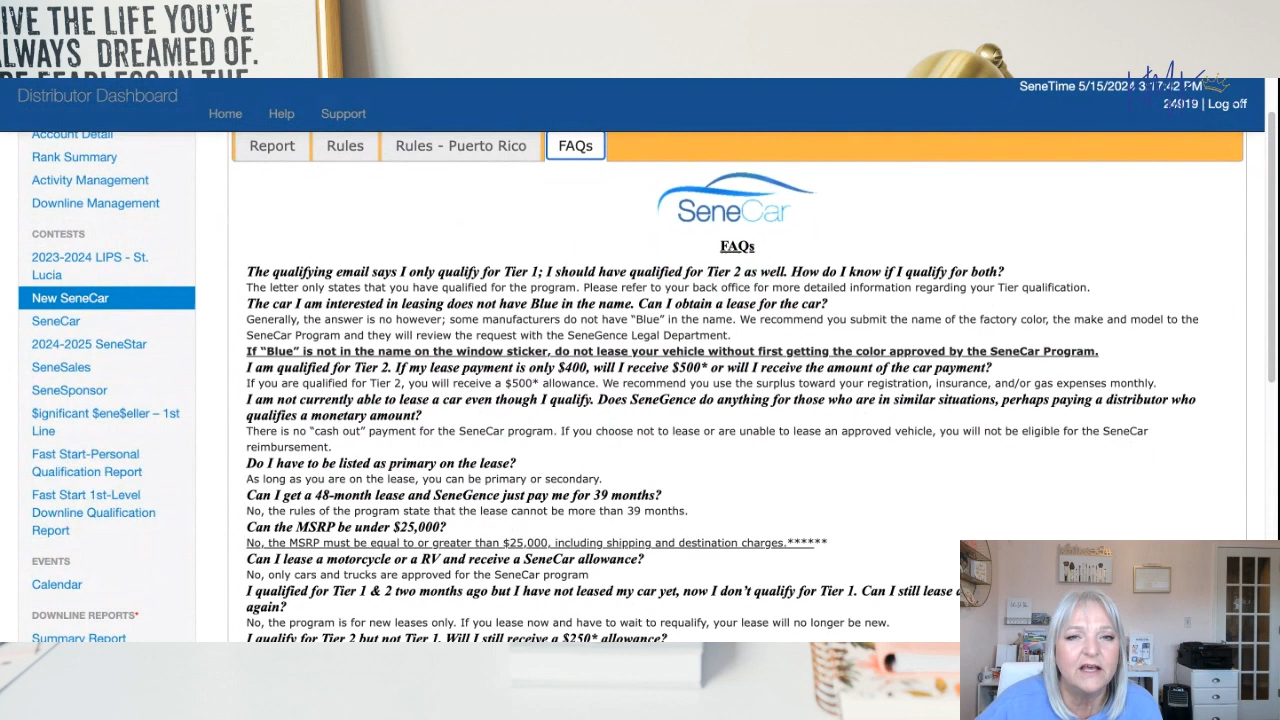 IVE THE LIFE YOU'VE
ALWAYS DREAMED OF.
FEARLESS IN THE
Distributor Dashboard
SeneTime 5/15/2024 3:17:42 PM
Home Help Support
24919 | Log off
Account Detail
Rank Summary
Activity Management
Downline Management
CONTESTS
2023-2024 LIPS - St.
Lucia
New SeneCar
SeneCar
2024-2025 SeneStar
SeneSales
SeneSponsor
$ignificant $ene$eller – 1st
Line
Fast Start-Personal
Qualification Report
Fast Start 1st-Level
Downline Qualification
Report
EVENTS
Calendar
DOWNLINE REPORTS*
Summary Report
Report Rules Rules - Puerto Rico FAQs
SeneCar
FAQs
The qualifying email says I only qualify for Tier 1; I should have qualified for Tier 2 as well. How do I know if I qualify for both?
The letter only states that you have qualified for the program. Please refer to your back office for more detailed information regarding your Tier qualification.
The car I am interested in leasing does not have Blue in the name. Can I obtain a lease for the car?
Generally, the answer is no however; some manufacturers do not have “Blue” in the name. We recommend you submit the name of the factory color, the make and model to the
SeneCar Program and they will review the request with the SeneGence Legal Department.
If “Blue” is not in the name on the window sticker, do not lease your vehicle without first getting the color approved by the SeneCar Program.
I am qualified for Tier 2. If my lease payment is only $400, will I receive $500* or will I receive the amount of the car payment?
If you are qualified for Tier 2, you will receive a $500* allowance. We recommend you use the surplus toward your registration, insurance, and/or gas expenses monthly.
I am not currently able to lease a car even though I qualify. Does SeneGence do anything for those who are in similar situations, perhaps paying a distributor who
qualifies a monetary amount?
There is no “cash out” payment for the SeneCar program. If you choose not to lease or are unable to lease an approved vehicle, you will not be eligible for the SeneCar
reimbursement.
Do I have to be listed as primary on the lease?
As long as you are on the lease, you can be primary or secondary.
Can I get a 48-month lease and SeneGence just pay me for 39 months?
No, the rules of the program state that the lease cannot be more than 39 months.
Can the MSRP be under $25,000?
No, the MSRP must be equal to or greater than $25,000, including shipping and destination charges.******
Can I lease a motorcycle or a RV and receive a SeneCar allowance?
No, only cars and trucks are approved for the SeneCar program
I qualified for Tier 1 & 2 two months ago but I have not leased my car yet, now I don’t qualify for Tier 1. Can I still lease
again?
No, the program is for new leases only. If you lease now and have to wait to requalify, your lease will no longer be new.
I qualify for Tier 2 but not Tier 1. Will I still receive a $250* allowance?